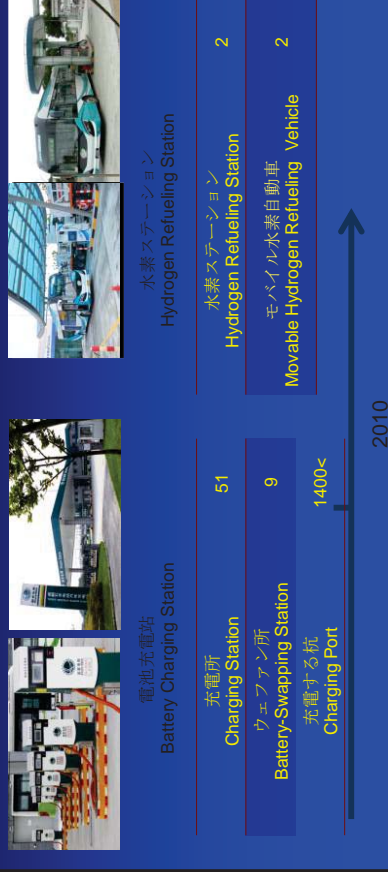 電池充電站
Battery Charging Station
充電所
Charging Station
51
ウェファン所
Battery-Swapping Station
9
充電する杭
Charging Port
1400<
水素ステーション
Hydrogen Refueling Station
水素ステーション
Hydrogen Refueling Station
2
モバイル水素自動車
Movable Hydrogen Refueling Vehicle
2
2010